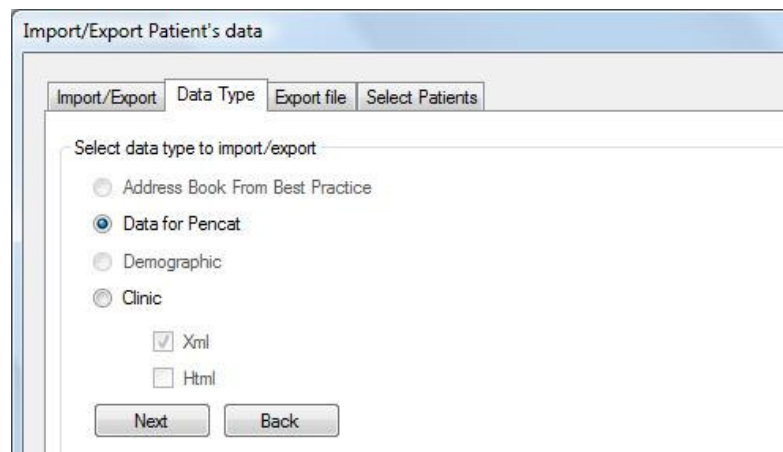 Import/Export Patient's data
Import/Export Data Type Export file Select Patients
Select data type to import/export
Address Book From Best Practice
Data for Pencat
Demographic
Clinic
Xml
Html
Next Back